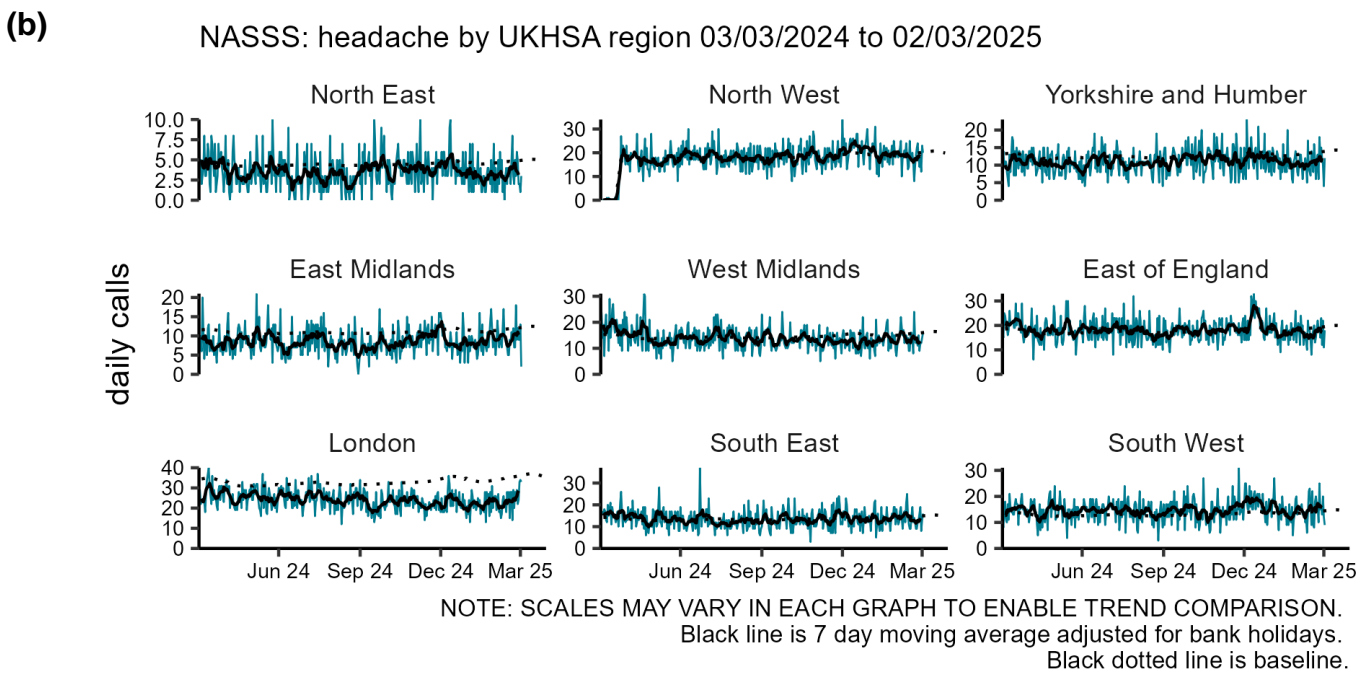 (b)
NASSS: headache by UKHSA region 03/03/2024 to 02/03/2025
daily calls
North East
10.0
7.5
5.0
2.5
0.0
North West
30
20
10
0
Yorkshire and Humber
20
15
10
5
0
East Midlands
20
15
10
5
0
West Midlands
30
20
10
0
East of England
30
20
10
0
London
40
30
20
10
0
Jun 24 Sep 24 Dec 24 Mar 25
South East
30
20
10
0
Jun 24 Sep 24 Dec 24 Mar 25
South West
30
20
10
0
Jun 24 Sep 24 Dec 24 Mar 25
NOTE: SCALES MAY VARY IN EACH GRAPH TO ENABLE TREND COMPARISON.
Black line is 7 day moving average adjusted for bank holidays.
Black dotted line is baseline.